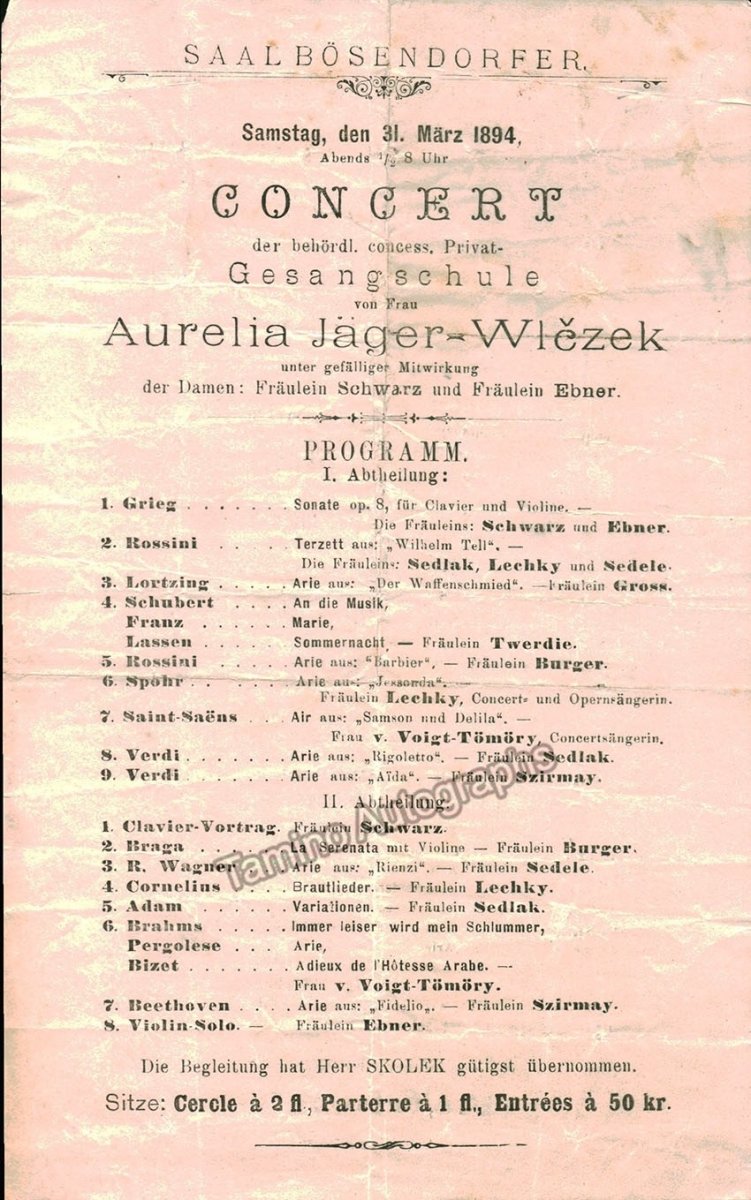 SAAL BÖSENDORFER.
Samstag, den 31. März 1894,
Abends 1/2 8 Uhr
CONCERT
der behördl. concess. Privat-
Gesangschule
von Frau
Aurelia Jäger-Wlčzek
unter gefälliger Mitwirkung
der Damen: Fräulein Schwarz und Fräulein Ebner.
PROGRAMM.
I. Abtheilung:
1. Grieg . . . . . . . Sonate op. 8, für Clavier und Violine. —
Die Fräuleins: Schwarz und Ebner.
2. Rossini . . . . . Terzett aus: „Wilhelm Tell". —
Die Fräuleins: Sedlak, Lechky und Sedele.
3. Lortzing . . . . . Arie aus: „Der Waffenschmied". — Fräulein Gross.
4. Schubert . . . . An die Musik,
Franz . . . . . . Marie,
Lassen . . . . . Sommernacht, — Fräulein Twerdie.
5. Rossini . . . . . Arie aus: "Barbier". — Fräulein Burger.
6. Spohr . . . . . . Arie aus: „Jessonda". —
Fräulein Lechky, Concert- und Opernsängerin.
7. Saint-Saëns . . . Air aus: „Samson und Delila". —
Frau v. Voigt-Tömöry, Concertsängerin.
8. Verdi . . . . . . . Arie aus: „Rigoletto". — Fräulein Sedlak.
9. Verdi . . . . . . . Arie aus: „Aïda". — Fräulein Szirmay.
II. Abtheilung.
1. Clavier-Vortrag. Fräulein Schwarz.
2. Braga . . . . . . La Serenata mit Violine — Fräulein Burger.
3. R. Wagner . . . Arie aus: „Rienzi". — Fräulein Sedele.
4. Cornelius . . . . Brautlieder. — Fräulein Lechky.
5. Adam . . . . . . Variationen. — Fräulein Sedlak.
6. Brahms . . . . . Immer leiser wird mein Schlummer,
Pergolese . . . Arie,
Bizet . . . . . . . Adieux de l'Hôtesse Arabe. —
Frau v. Voigt-Tömöry.
7. Beethoven . . . . Arie aus: „Fidelio„. — Fräulein Szirmay.
8. Violin-Solo. — Fräulein Ebner.
Die Begleitung hat Herr SKOLEK gütigst übernommen.
Sitze: Cercle à 2 fl., Parterre à 1 fl., Entrées à 50 kr.
Tamino Autographs